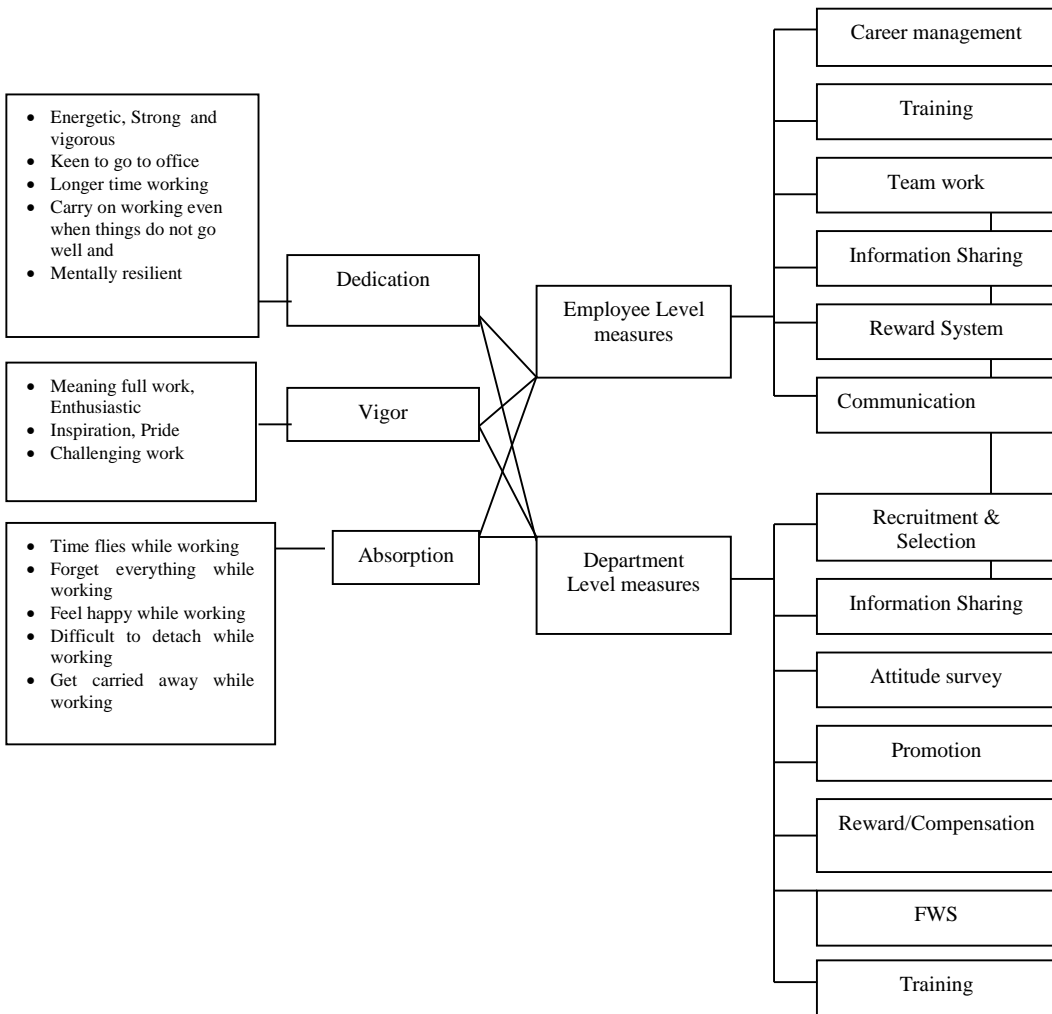 • Energetic, Strong and
vigorous
• Keen to go to office
• Longer time working
• Carry on working even
when things do not go
well and
• Mentally resilient
• Meaning full work,
Enthusiastic
• Inspiration, Pride
• Challenging work
• Time flies while working
• Forget everything while
working
• Feel happy while working
• Difficult to detach while
working
• Get carried away while
working
Dedication
Vigor
Absorption
Employee Level
measures
Department
Level measures
Career management
Training
Team work
Information Sharing
Reward System
Communication
Recruitment &
Selection
Information Sharing
Attitude survey
Promotion
Reward/Compensation
FWS
Training